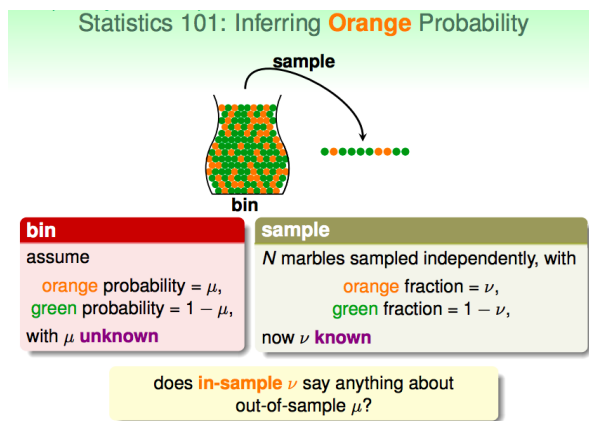 Statistics 101: Inferring Orange Probability
sample
bin
bin
assume
orange probability = μ,
green probability = 1 − μ,
with μ unknown
sample
N marbles sampled independently, with
orange fraction = ν,
green fraction = 1 − ν,
now ν known
does in-sample ν say anything about
out-of-sample μ?